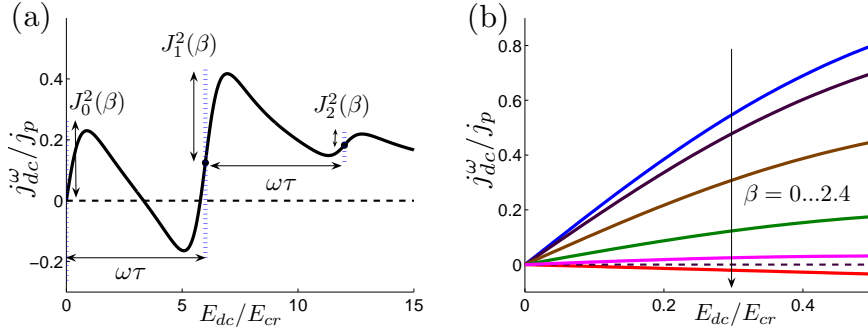 (a)
j_{dc}^{ω}/j_p
0.4
0.2
0
−0.2
J_0^2(β)
J_1^2(β)
J_2^2(β)
ωτ
ωτ
0
5
10
15
E_{dc}/E_{cr}
(b)
j_{dc}^{ω}/j_p
0.8
0.6
0.4
0.2
0
β = 0...2.4
0
0.2
0.4
E_{dc}/E_{cr}